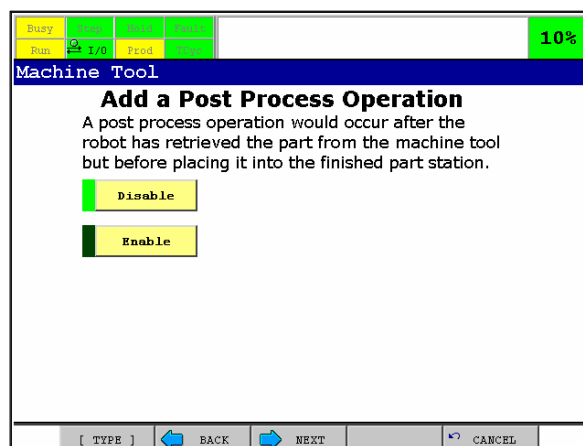 Busy Step Hold Fault
Run I/O Prod TCyc
10%
Machine Tool
Add a Post Process Operation
A post process operation would occur after the
robot has retrieved the part from the machine tool
but before placing it into the finished part station.
Disable
Enable
[ TYPE ] BACK NEXT CANCEL